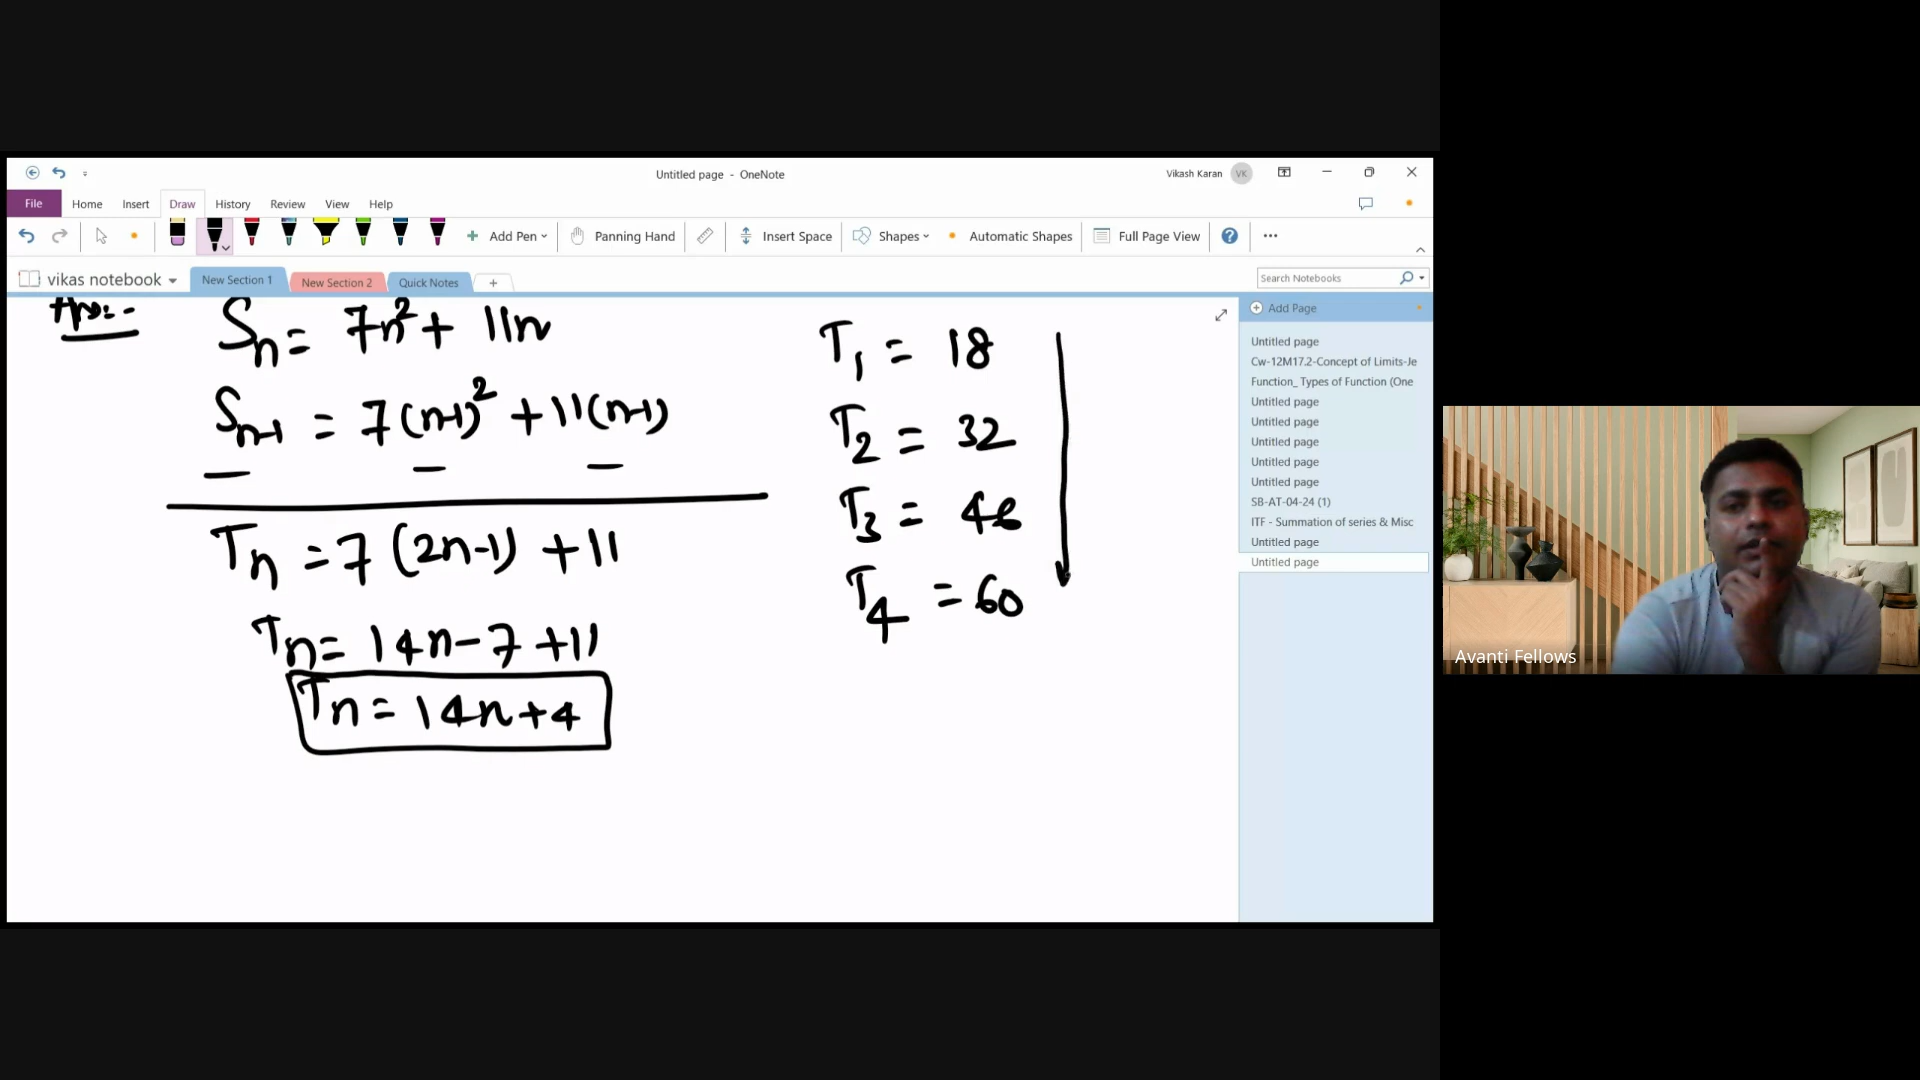 Untitled page - OneNote
Vikash Karan VK
File Home Insert Draw History Review View Help
Add Pen Panning Hand Insert Space Shapes Automatic Shapes Full Page View
vikas notebook New Section 1 New Section 2 Quick Notes +
Search Notebooks
Add Page
Untitled page
Cw-12M17.2-Concept of Limits-Je
Function_ Types of Function (One
Untitled page
Untitled page
Untitled page
Untitled page
Untitled page
SB-AT-04-24 (1)
ITF - Summation of series & Misc
Untitled page
Untitled page
Sₙ = 7n² + 11n
Sₙ₋₁ = 7(n-1)² + 11(n-1)
Tₙ = 7(2n-1) + 11
Tₙ = 14n - 7 + 11
Tₙ = 14n + 4
T₁ = 18
T₂ = 32
T₃ = 46
T₄ = 60
Avanti Fellows